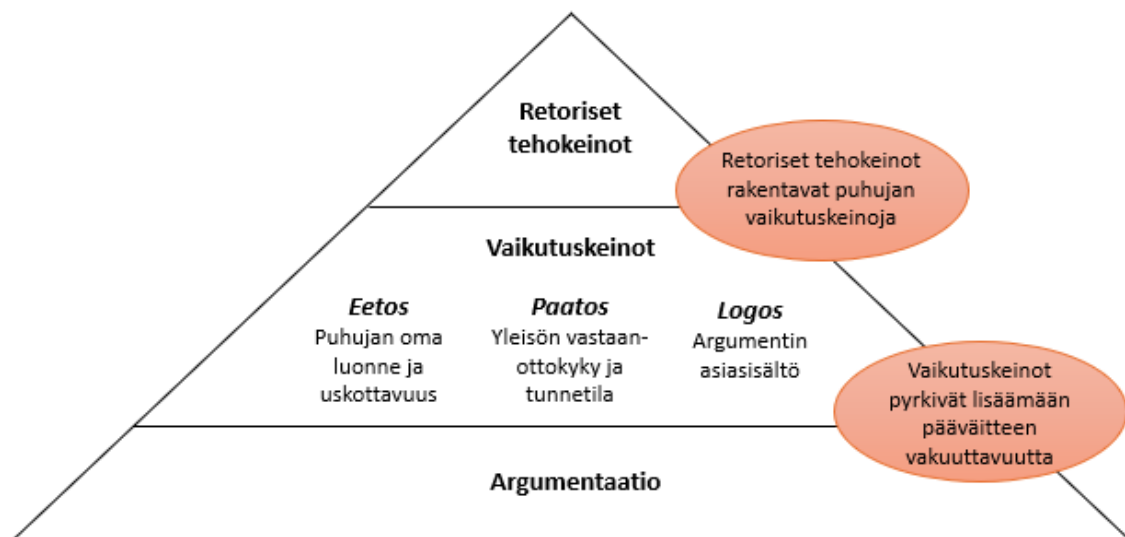 Retoriset
tehokeinot
Retoriset tehokeinot
rakentavat puhujan
vaikutuskeinoja
Vaikutuskeinot
Eetos
Puhujan oma
luonne ja
uskottavuus
Paatos
Yleisön vastaan-
ottokyky ja
tunnetila
Logos
Argumentin
asiasisältö
Vaikutuskeinot
pyrkivät lisäämään
pääväitteen
vakuuttavuutta
Argumentaatio